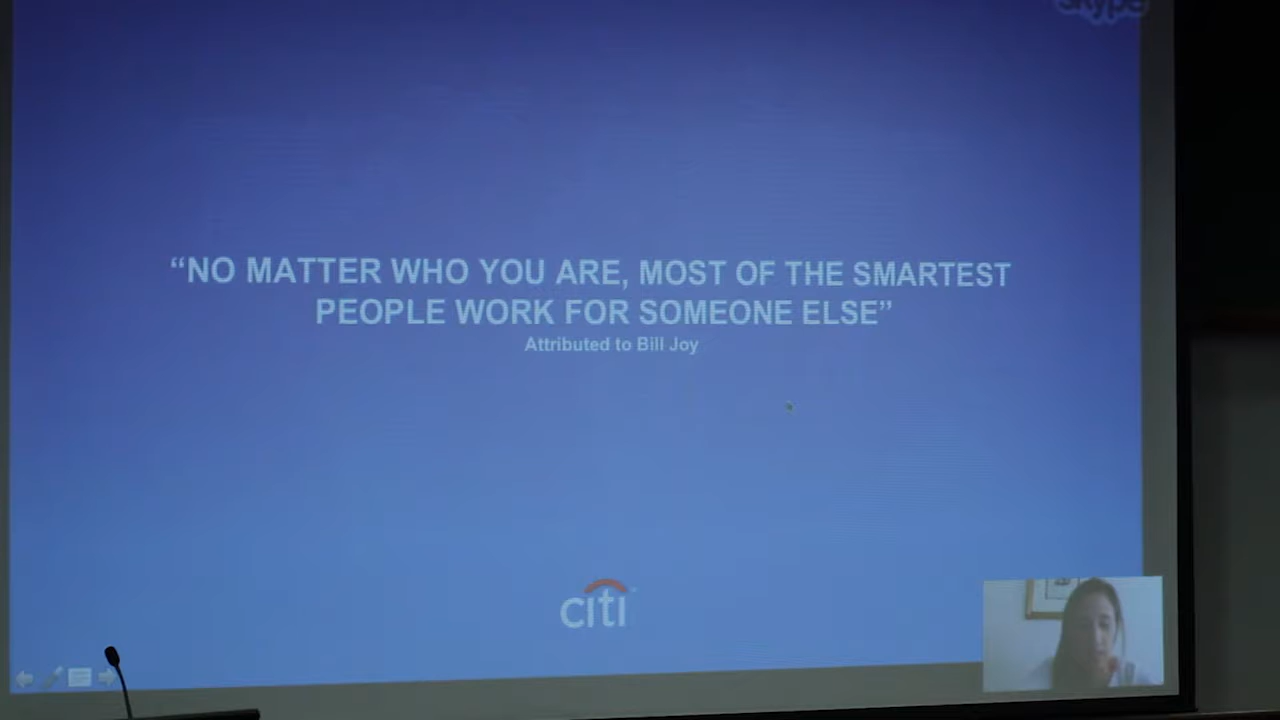 skype
“NO MATTER WHO YOU ARE, MOST OF THE SMARTEST
PEOPLE WORK FOR SOMEONE ELSE”
Attributed to Bill Joy
citi